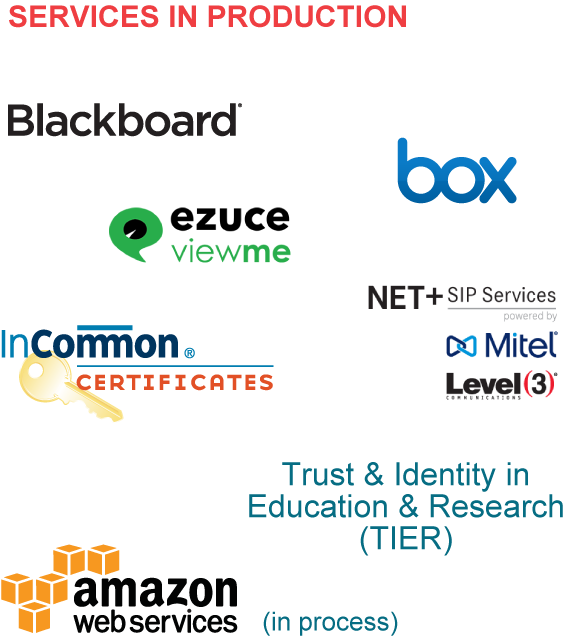 SERVICES IN PRODUCTION
Blackboard
box
ezuce
viewme
NET+ SIP Services
powered by
InCommon®
CERTIFICATES
Mitel
Level(3)
COMMUNICATIONS
Trust & Identity in
Education & Research
(TIER)
amazon
web services (in process)